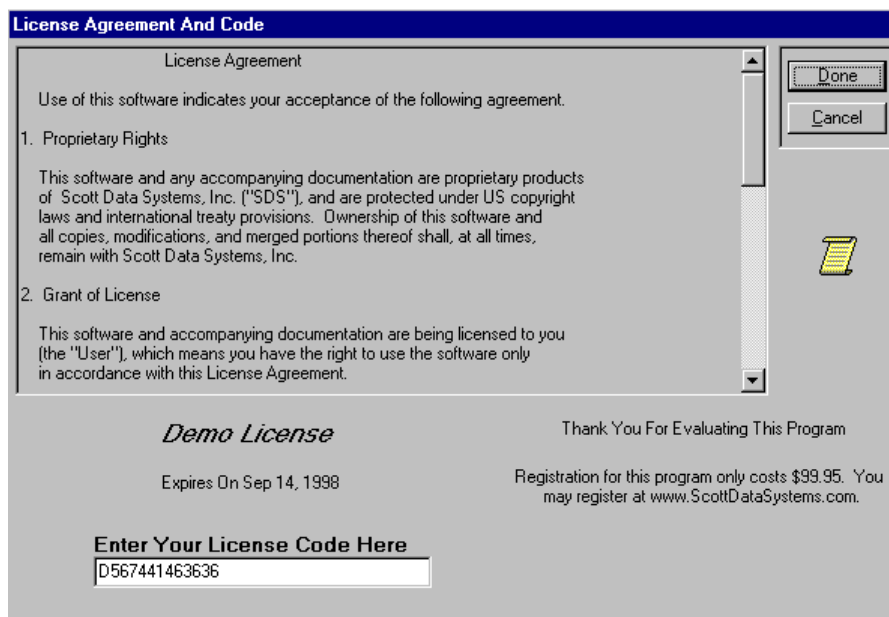 License Agreement And Code
License Agreement
Use of this software indicates your acceptance of the following agreement.
1. Proprietary Rights
This software and any accompanying documentation are proprietary products
of Scott Data Systems, Inc. ("SDS"), and are protected under US copyright
laws and international treaty provisions. Ownership of this software and
all copies, modifications, and merged portions thereof shall, at all times,
remain with Scott Data Systems, Inc.
2. Grant of License
This software and accompanying documentation are being licensed to you
(the "User"), which means you have the right to use the software only
in accordance with this License Agreement.
Done
Cancel
Demo License
Expires On Sep 14, 1998
Thank You For Evaluating This Program
Registration for this program only costs $99.95. You
may register at www.ScottDataSystems.com.
Enter Your License Code Here
D567441463636